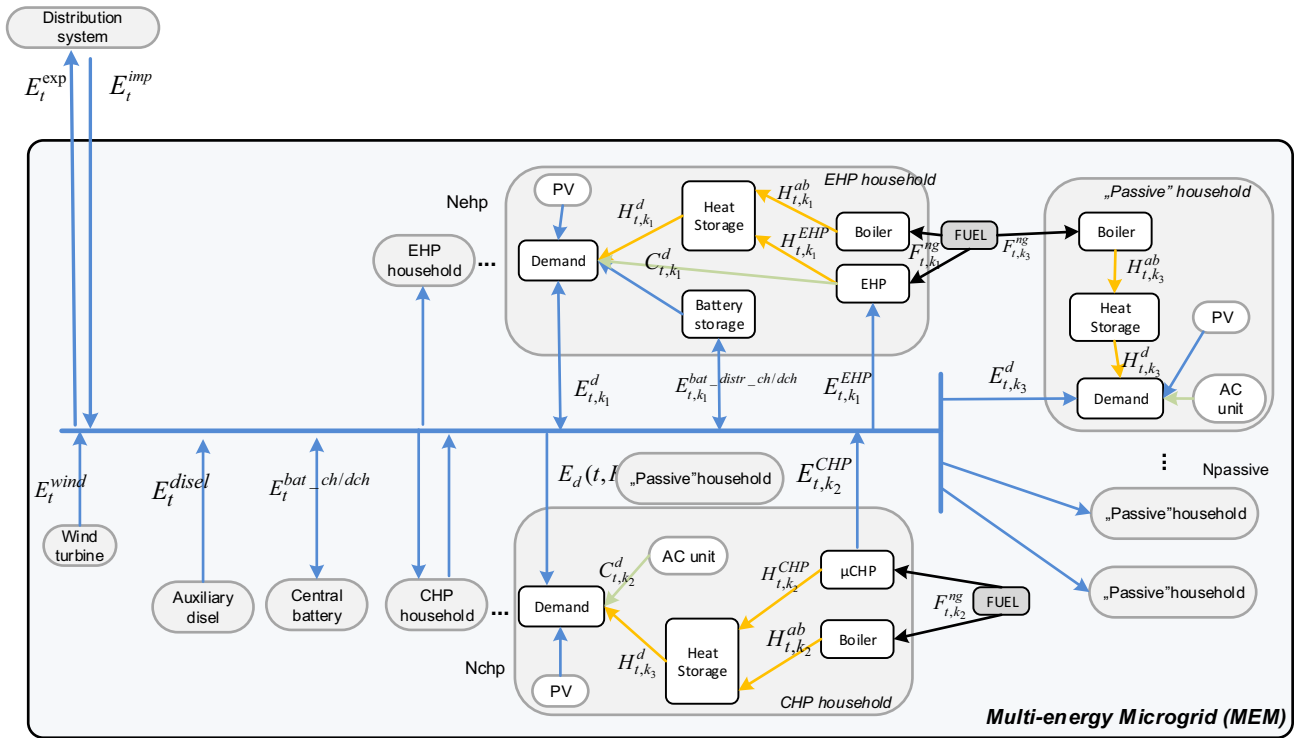 Distribution
system
E_t^{exp}
E_t^{imp}
EHP household
„Passive” household
PV
Nehp
H_{t,k_1}^{d}
Heat
Storage
H_{t,k_1}^{ab}
Boiler
FUEL
F_{t,k_1}^{ng}
F_{t,k_3}^{ng}
Boiler
EHP
household
...
Demand
H_{t,k_1}^{EHP}
C_{t,k_1}^{d}
EHP
H_{t,k_3}^{ab}
Battery
storage
Heat
Storage
PV
H_{t,k_3}^{d}
E_{t,k_1}^{d}
E_{t,k_1}^{bat_distr_ch/dch}
E_{t,k_1}^{EHP}
E_{t,k_3}^{d}
Demand
AC
unit
E_t^{wind}
E_t^{disel}
E_t^{bat_ch/dch}
E_d(t,
„Passive”household
E_{t,k_2}^{CHP}
...
Npassive
Wind
turbine
„Passive”household
C_{t,k_2}^{d}
AC unit
H_{t,k_2}^{CHP}
µCHP
Auxiliary
disel
Central
battery
CHP
household
...
Demand
F_{t,k_2}^{ng}
FUEL
„Passive”household
H_{t,k_2}^{ab}
Boiler
Nchp
H_{t,k_3}^{d}
Heat
Storage
PV
CHP household
Multi-energy Microgrid (MEM)